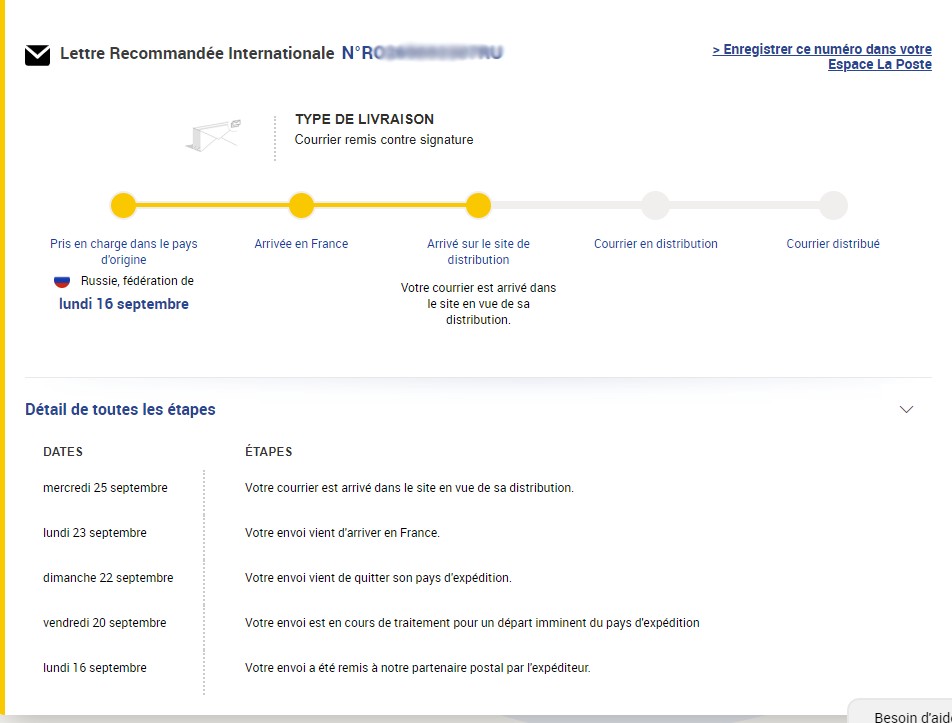 Lettre Recommandée Internationale N°R
> Enregistrer ce numéro dans votre
Espace La Poste
TYPE DE LIVRAISON
Courrier remis contre signature
Pris en charge dans le pays
d'origine
Russie, fédération de
lundi 16 septembre
Arrivée en France
Arrivé sur le site de
distribution
Votre courrier est arrivé dans
le site en vue de sa
distribution.
Courrier en distribution
Courrier distribué
Détail de toutes les étapes
DATES ÉTAPES
mercredi 25 septembre Votre courrier est arrivé dans le site en vue de sa distribution.
lundi 23 septembre Votre envoi vient d'arriver en France.
dimanche 22 septembre Votre envoi vient de quitter son pays d'expédition.
vendredi 20 septembre Votre envoi est en cours de traitement pour un départ imminent du pays d'expédition
lundi 16 septembre Votre envoi a été remis à notre partenaire postal par l'expéditeur.
Besoin d'aid